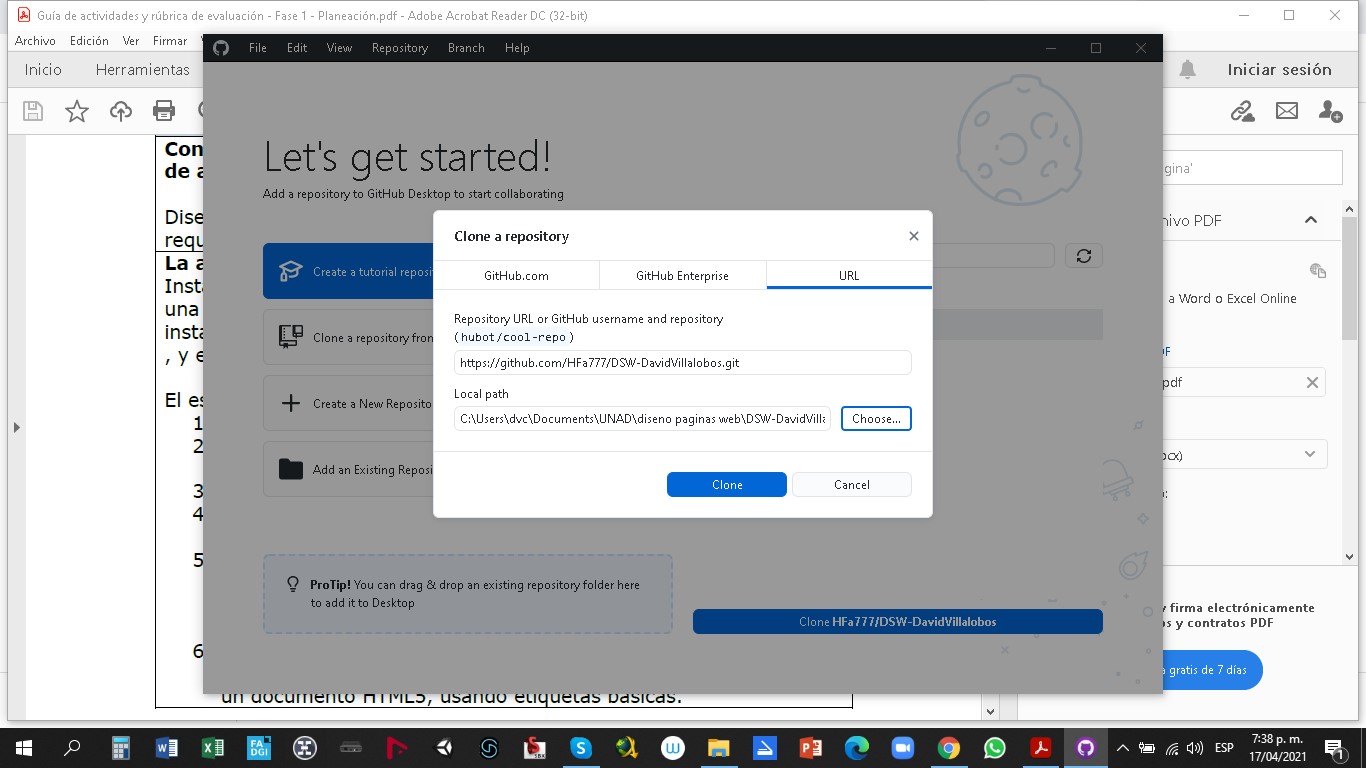 Guía de actividades y rúbrica de evaluación - Fase 1 - Planeación.pdf - Adobe Acrobat Reader DC (32-bit)
Archivo Edición Ver Firmar
Inicio Herramientas
Iniciar sesión
File Edit View Repository Branch Help
Let's get started!
Add a repository to GitHub Desktop to start collaborating
Create a tutorial reposi
Clone a repository from
Create a New Reposito
Add an Existing Reposi
Clone a repository
GitHub.com GitHub Enterprise URL
Repository URL or GitHub username and repository
(hubot/cool-repo)
https://github.com/HFa777/DSW-DavidVillalobos.git
Local path
C:\Users\dvc\Documents\UNAD\diseno paginas web\DSW-DavidVilla
Choose...
Clone Cancel
ProTip! You can drag & drop an existing repository folder here
to add it to Desktop
Clone HFa777/DSW-DavidVillalobos
Con
de a
Dise
requ
La a
Inst
una
insta
, y e
El es
1
2
3
4
5
6
un documento HTML5, usando etiquetas básicas.
gina'
hivo PDF
a Word o Excel Online
DF
pdf
cx)
o:
y firma electrónicamente
os y contratos PDF
a gratis de 7 días
FA
DGI
ESP
7:38 p. m.
17/04/2021
1